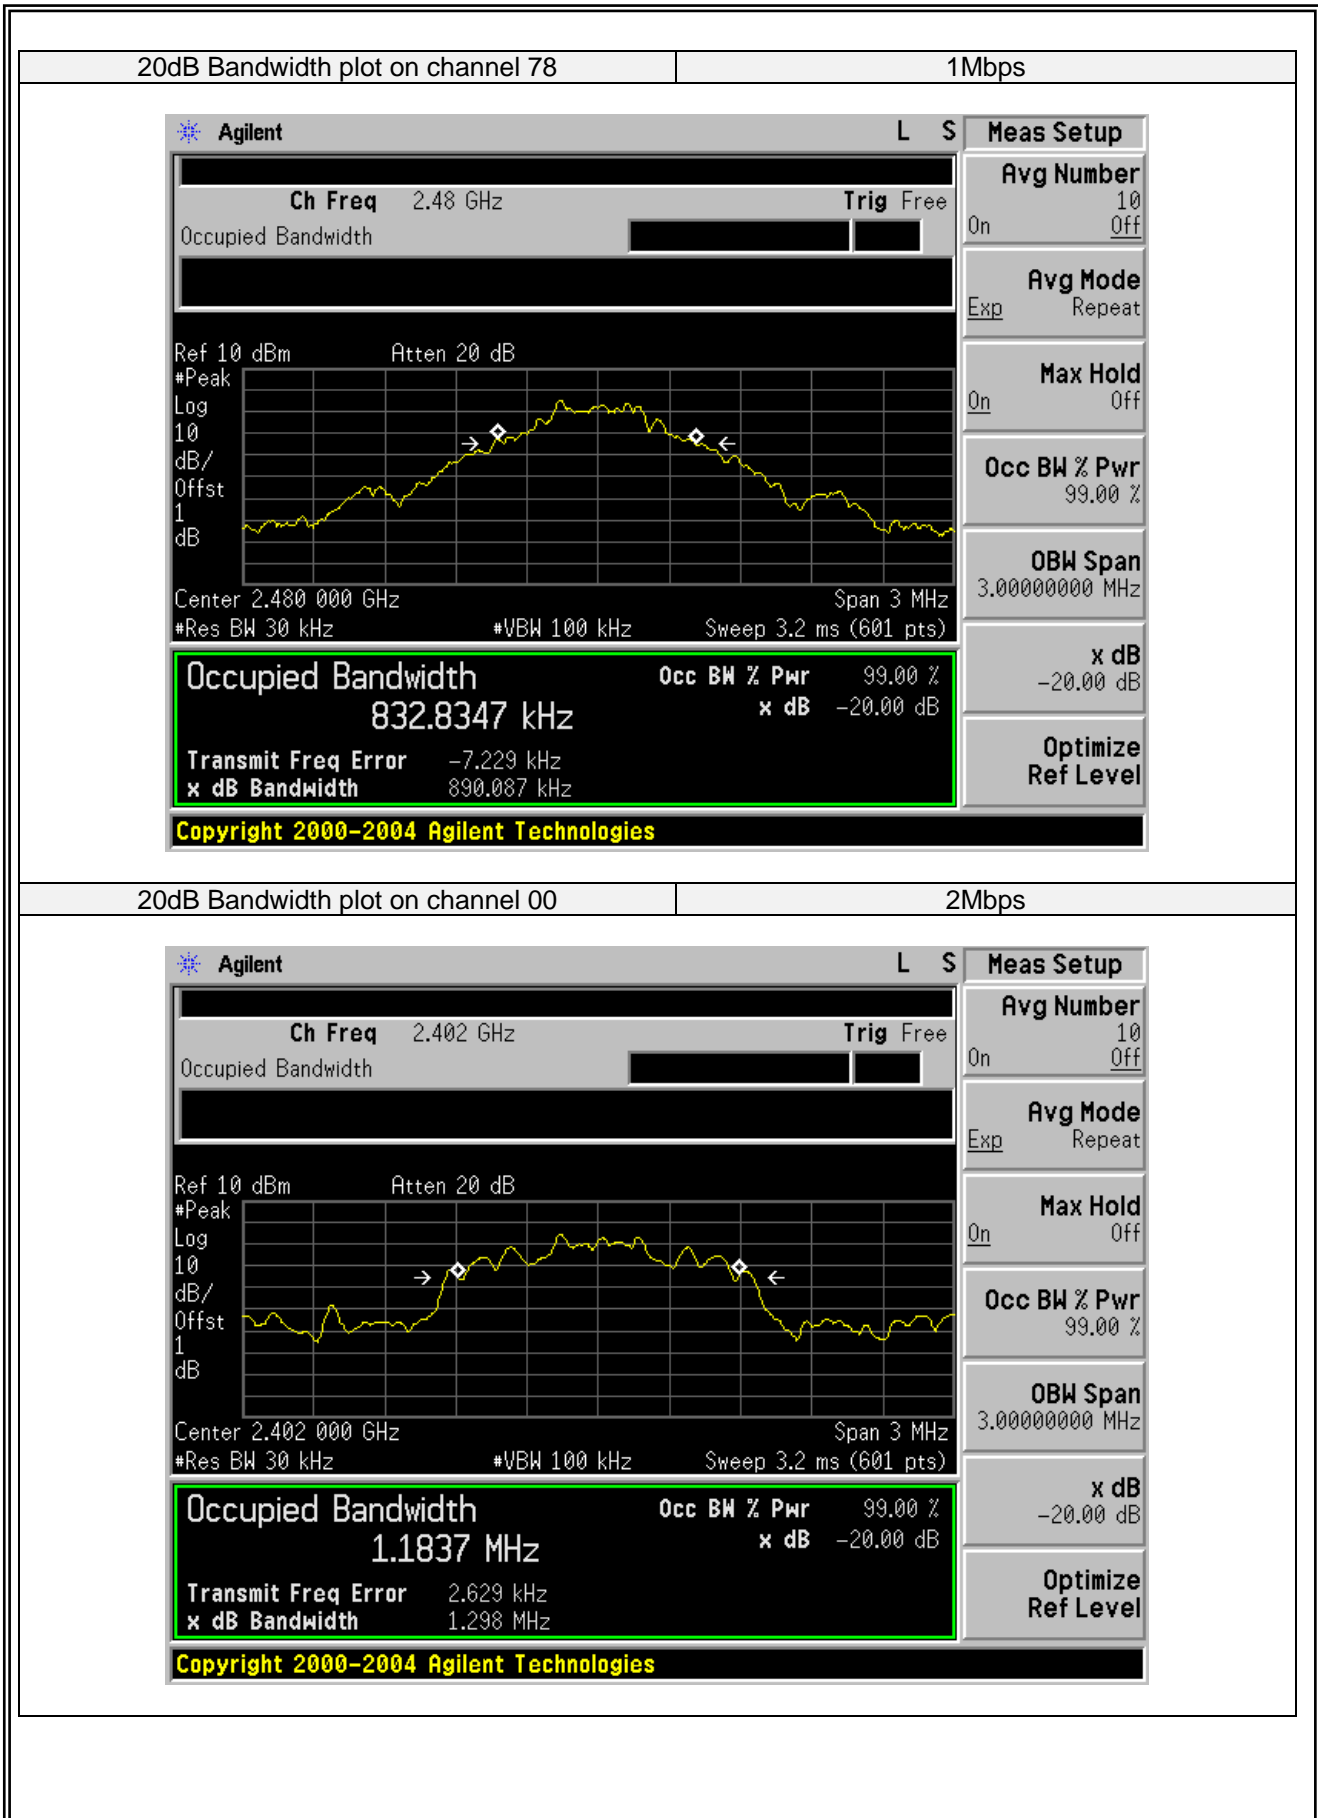 20dB Bandwidth plot on channel 78 1Mbps
Agilent L S Meas Setup
Ch Freq 2.48 GHz Trig Free
Occupied Bandwidth
Avg Number
10
On Off
Avg Mode
Exp Repeat
Max Hold
On Off
Occ BW % Pwr
99.00 %
OBW Span
3.00000000 MHz
x dB
-20.00 dB
Optimize
Ref Level
Ref 10 dBm Atten 20 dB
#Peak
Log
10
dB/
Offst
1
dB
Center 2.480 000 GHz Span 3 MHz
#Res BW 30 kHz #VBW 100 kHz Sweep 3.2 ms (601 pts)
Occupied Bandwidth Occ BW % Pwr 99.00 %
832.8347 kHz x dB -20.00 dB
Transmit Freq Error -7.229 kHz
x dB Bandwidth 890.087 kHz
Copyright 2000-2004 Agilent Technologies
20dB Bandwidth plot on channel 00 2Mbps
Agilent L S Meas Setup
Ch Freq 2.402 GHz Trig Free
Occupied Bandwidth
Avg Number
10
On Off
Avg Mode
Exp Repeat
Max Hold
On Off
Occ BW % Pwr
99.00 %
OBW Span
3.00000000 MHz
x dB
-20.00 dB
Optimize
Ref Level
Ref 10 dBm Atten 20 dB
#Peak
Log
10
dB/
Offst
1
dB
Center 2.402 000 GHz Span 3 MHz
#Res BW 30 kHz #VBW 100 kHz Sweep 3.2 ms (601 pts)
Occupied Bandwidth Occ BW % Pwr 99.00 %
1.1837 MHz x dB -20.00 dB
Transmit Freq Error 2.629 kHz
x dB Bandwidth 1.298 MHz
Copyright 2000-2004 Agilent Technologies